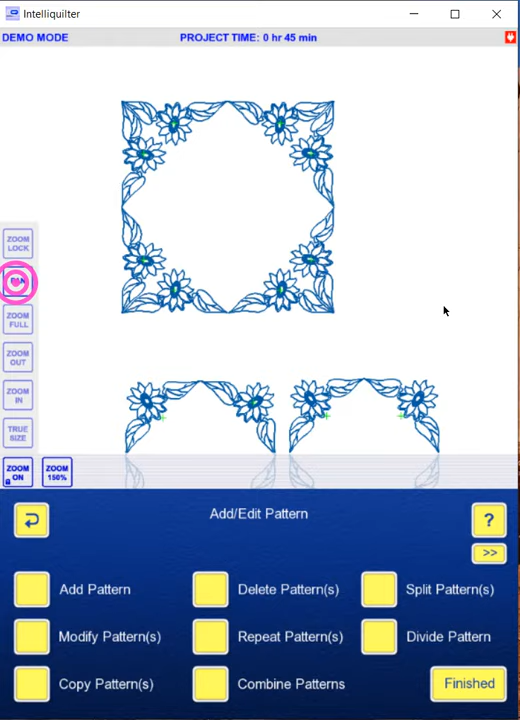 Intelliquilter
DEMO MODE PROJECT TIME: 0 hr 45 min
ZOOM
LOCK
ZOOM
FULL
ZOOM
OUT
ZOOM
IN
TRUE
SIZE
ZOOM
ON
ZOOM
150%
Add/Edit Pattern
?
>>
Add Pattern
Delete Pattern(s)
Split Pattern(s)
Modify Pattern(s)
Repeat Pattern(s)
Divide Pattern
Copy Pattern(s)
Combine Patterns
Finished